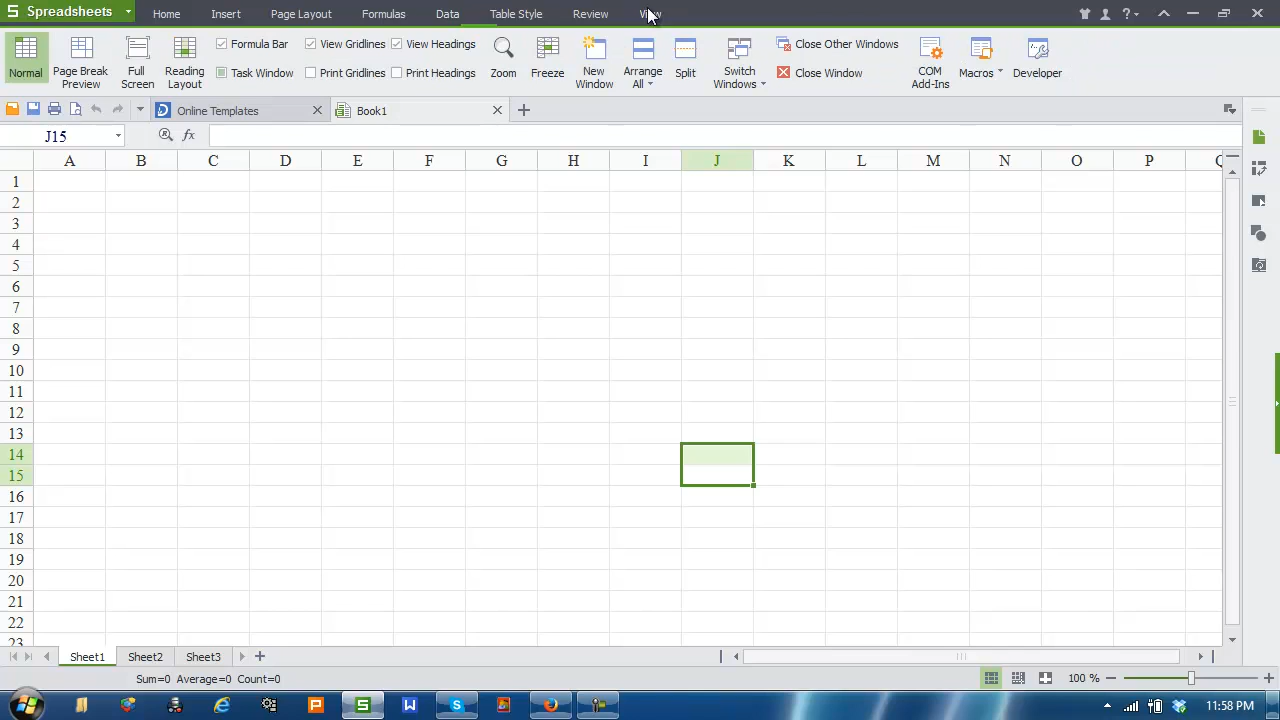 Spreadsheets Home Insert Page Layout Formulas Data Table Style Review View
Normal Page Break Preview Full Screen Reading Layout Formula Bar View Gridlines View Headings Zoom Freeze New Window Arrange All Split Switch Windows Close Other Windows COM Add-Ins Macros Developer
Task Window Print Gridlines Print Headings Close Window
Online Templates Book1
J15 fx
A B C D E F G H I J K L M N O P Q
1
2
3
4
5
6
7
8
9
10
11
12
13
14
15
16
17
18
19
20
21
22
23
Sheet1 Sheet2 Sheet3
Sum=0 Average=0 Count=0 100 %
11:58 PM